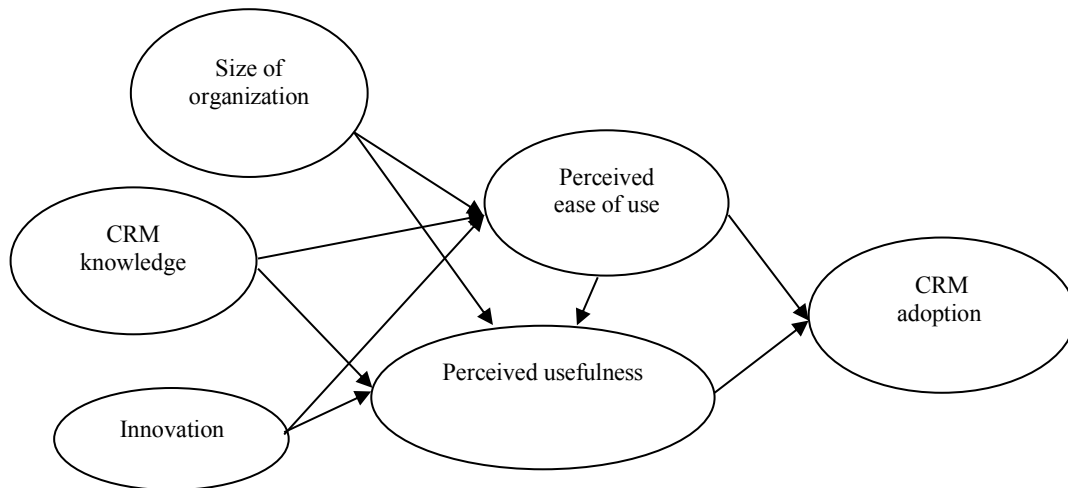 Size of
organization
Perceived
ease of use
CRM
knowledge
CRM
adoption
Perceived usefulness
Innovation